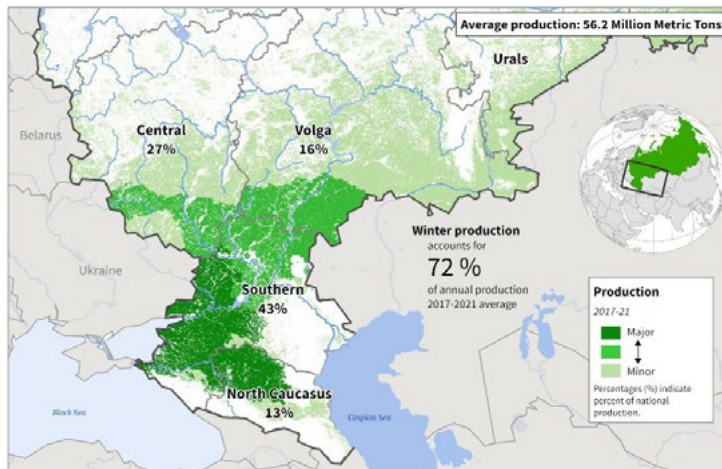 Average production: 56.2 Million Metric Tons
Urals
Belarus
Central
27%
Volga
16%
Winter production
accounts for
72 %
of annual production
2017-2021 average
Ukraine
Southern
43%
Production
2017-21
Major
Minor
Percentages (%) indicate
percent of national
production.
North Caucasus
13%
Black Sea
Caspian Sea